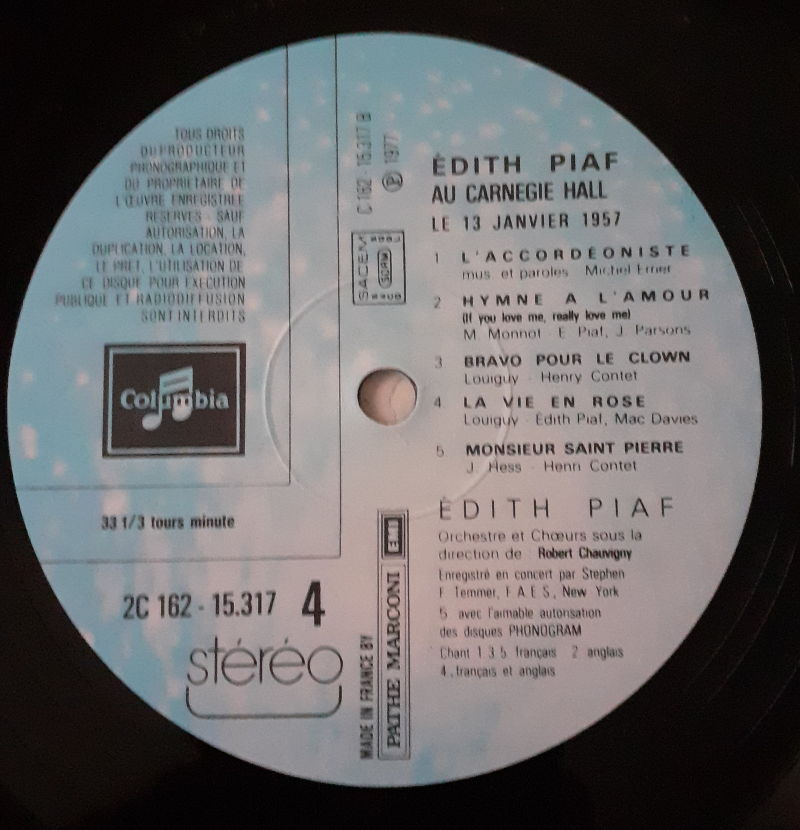 TOUS DROITS
DU PRODUCTEUR
PHONOGRAPHIQUE ET
DU PROPRIETAIRE DE
L'ŒUVRE ENREGISTREE
RESERVES - SAUF
AUTORISATION, LA
DUPLICATION, LA LOCATION,
LE PRET, L'UTILISATION DE
CE DISQUE POUR EXECUTION
PUBLIQUE ET RADIODIFFUSION
SONT INTERDITS
Columbia
33 1/3 tours minute
2C 162 - 15.317 4
stéréo
C 162 - 15.317 B
Ⓟ 1977
SACEM
MADE IN FRANCE BY
PATHE MARCONI EMI
ÉDITH PIAF
AU CARNEGIE HALL
LE 13 JANVIER 1957
1 L'ACCORDÉONISTE
mus. et paroles Michel Emer
2 HYMNE A L'AMOUR
(If you love me, really love me)
M. Monnot - E. Piaf, J. Parsons
3 BRAVO POUR LE CLOWN
Louiguy - Henry Contet
4 LA VIE EN ROSE
Louiguy - Édith Piaf, Mac Davies
5 MONSIEUR SAINT PIERRE
J. Hess - Henri Contet
ÉDITH PIAF
Orchestre et Chœurs sous la
direction de : Robert Chauvigny
Enregistré en concert par Stephen
F. Temmer, F.A.E.S., New York
5 avec l'aimable autorisation
des disques PHONOGRAM
Chant 1.3.5. français 2 anglais
4. français et anglais